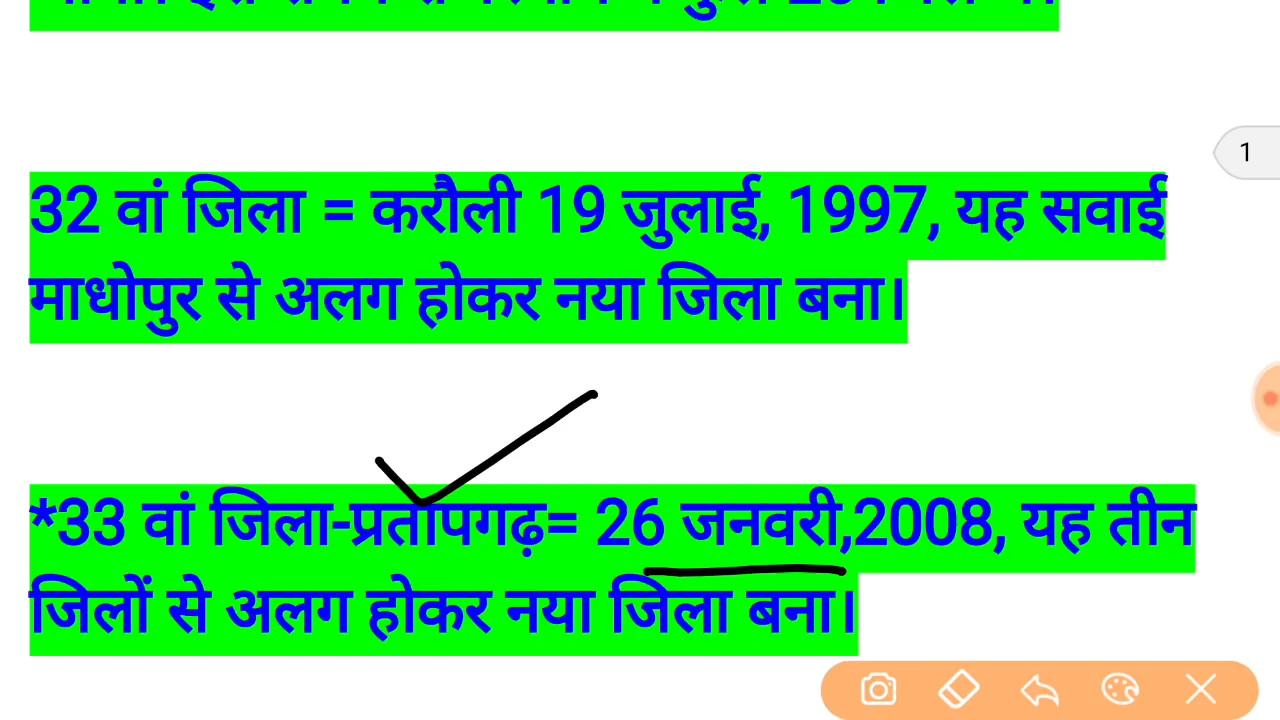 1
32 वां जिला = करौली 19 जुलाई, 1997, यह सवाई
माधोपुर से अलग होकर नया जिला बना।
*33 वां जिला-प्रतापगढ़= 26 जनवरी,2008, यह तीन
जिलों से अलग होकर नया जिला बना।